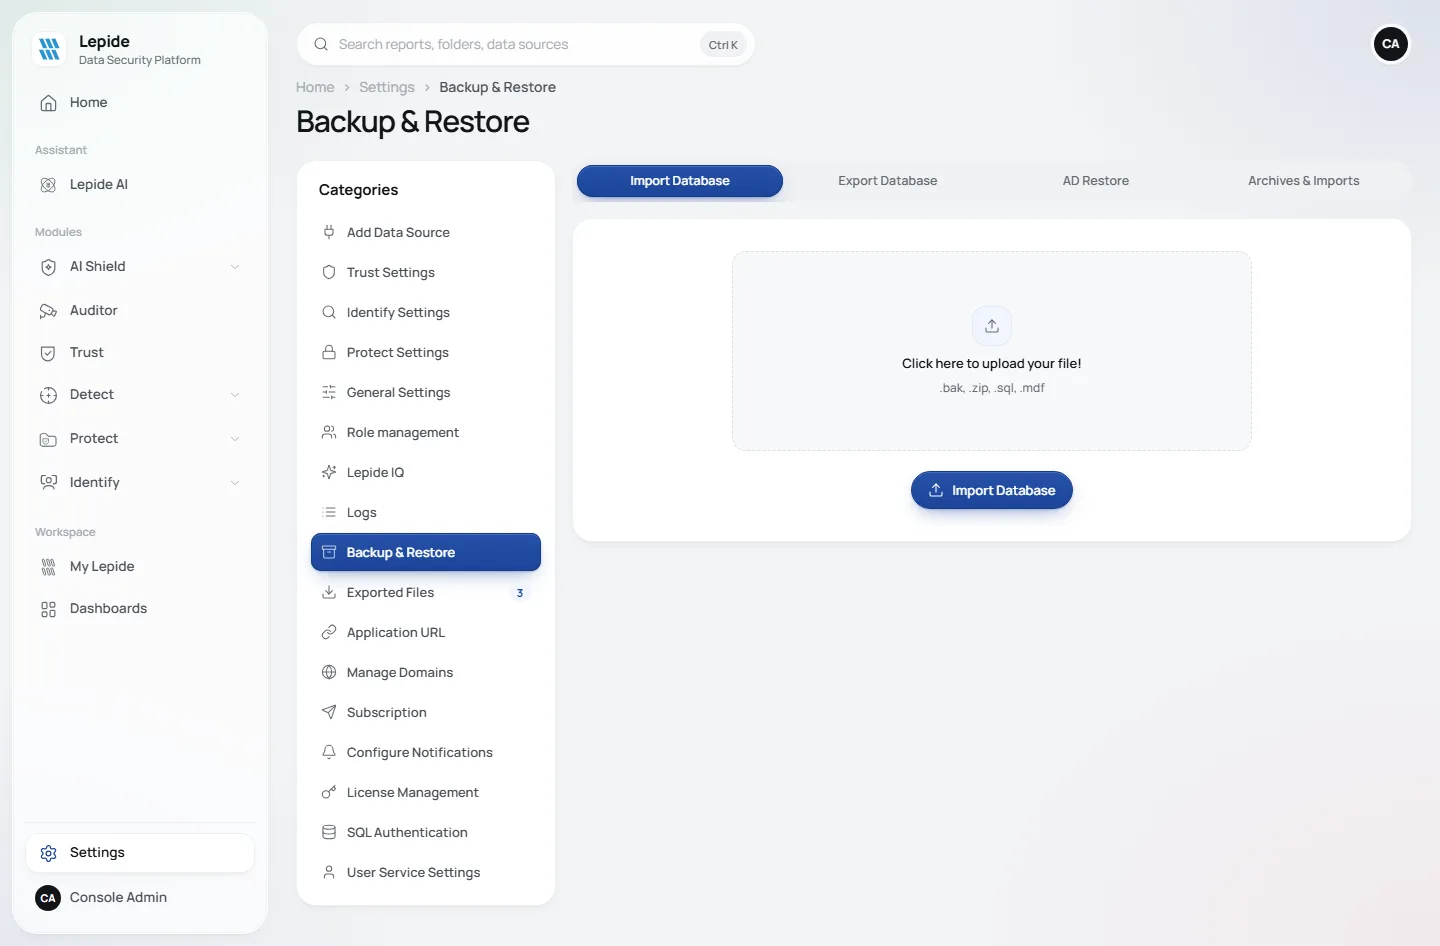 Lepide
Data Security Platform
Home
Assistant
Lepide AI
Modules
AI Shield
Auditor
Trust
Detect
Protect
Identify
Workspace
My Lepide
Dashboards
Settings
CA Console Admin
Search reports, folders, data sources Ctrl K
CA
Home > Settings > Backup & Restore
Backup & Restore
Categories
Add Data Source
Trust Settings
Identify Settings
Protect Settings
General Settings
Role management
Lepide IQ
Logs
Backup & Restore
Exported Files 3
Application URL
Manage Domains
Subscription
Configure Notifications
License Management
SQL Authentication
User Service Settings
Import Database Export Database AD Restore Archives & Imports
Click here to upload your file!
.bak, .zip, .sql, .mdf
Import Database